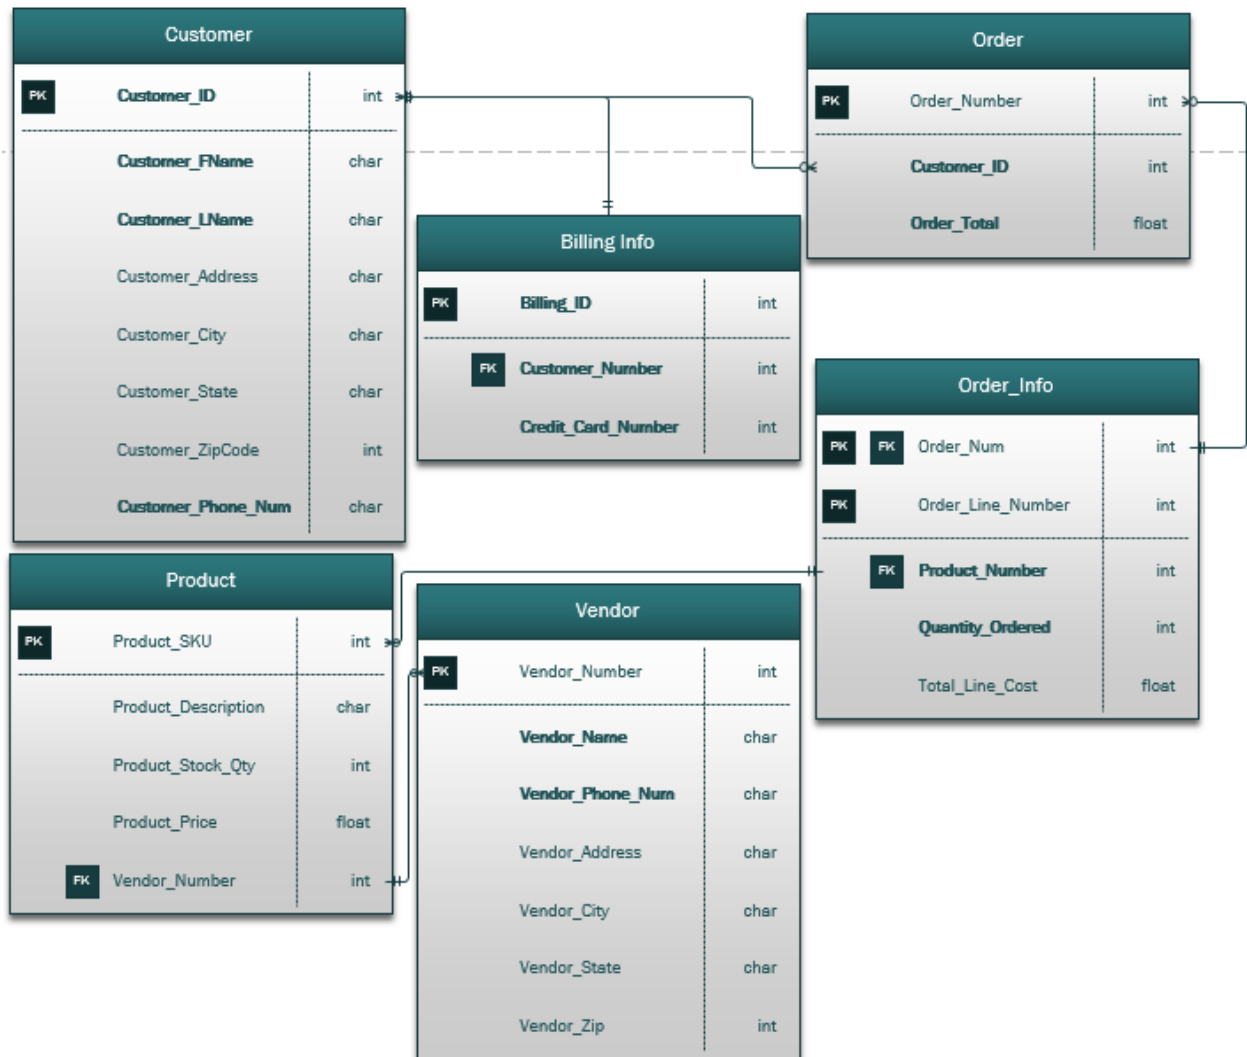 Customer
PK Customer_ID int
Customer_FName char
Customer_LName char
Customer_Address char
Customer_City char
Customer_State char
Customer_ZipCode int
Customer_Phone_Num char
Order
PK Order_Number int
Customer_ID int
Order_Total float
Billing Info
PK Billing_ID int
FK Customer_Number int
Credit_Card_Number int
Order_Info
PK FK Order_Num int
PK Order_Line_Number int
FK Product_Number int
Quantity_Ordered int
Total_Line_Cost float
Product
PK Product_SKU int
Product_Description char
Product_Stock_Qty int
Product_Price float
FK Vendor_Number int
Vendor
PK Vendor_Number int
Vendor_Name char
Vendor_Phone_Num char
Vendor_Address char
Vendor_City char
Vendor_State char
Vendor_Zip int